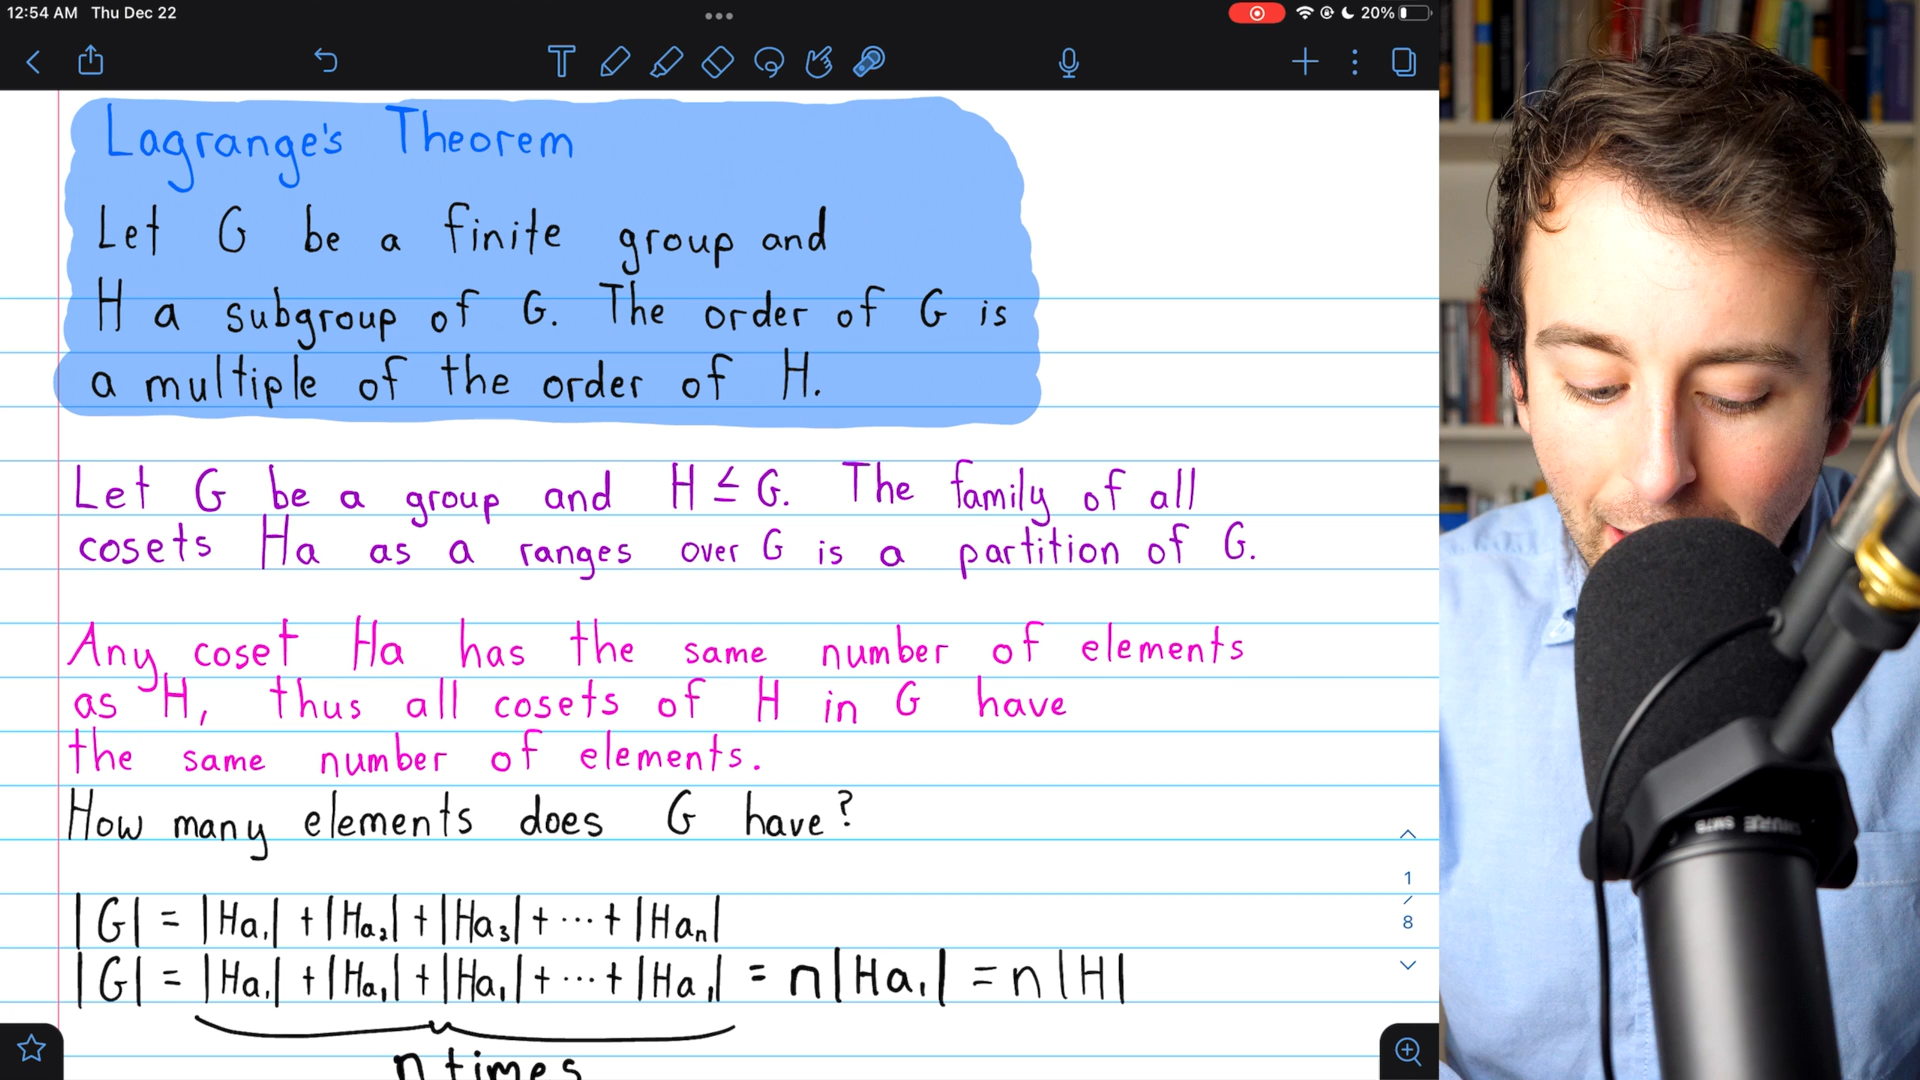 12:54 AM Thu Dec 22
20%
Lagrange's Theorem
Let G be a finite group and
H a subgroup of G. The order of G is
a multiple of the order of H.
Let G be a group and H ≤ G. The family of all
cosets Ha as a ranges over G is a partition of G.
Any coset Ha has the same number of elements
as H, thus all cosets of H in G have
the same number of elements.
How many elements does G have?
|G| = |Ha₁| + |Ha₂| + |Ha₃| + ⋯ + |Haₙ|
|G| = |Ha₁| + |Ha₁| + |Ha₁| + ⋯ + |Ha₁| = n|Ha₁| = n|H|
n times
1
/
8